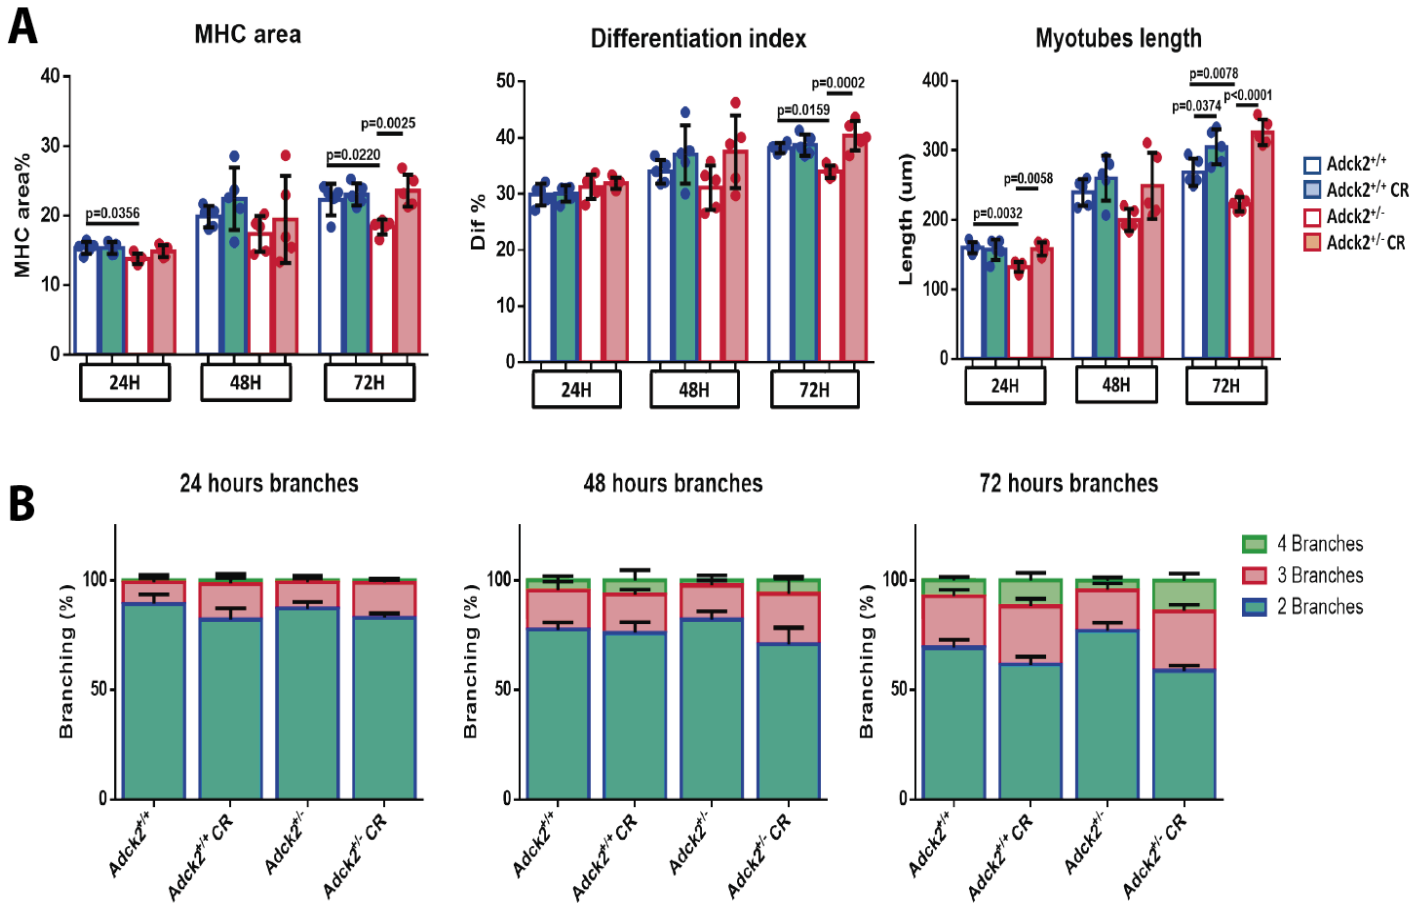 A
MHC area
MHC area%
40
30
20
10
0
p=0.0356
p=0.0220
p=0.0025
24H
48H
72H
Differentiation index
Dif %
50
40
30
20
10
0
p=0.0159
p=0.0002
24H
48H
72H
Myotubes length
Length (um)
400
300
200
100
0
p=0.0032
p=0.0058
p=0.0078
p=0.0374
p<0.0001
24H
48H
72H
Adck2+/+
Adck2+/+ CR
Adck2+/-
Adck2+/- CR
B
24 hours branches
Branching (%)
100
50
0
Adck2+/+
Adck2+/+ CR
Adck2+/-
Adck2+/- CR
48 hours branches
Branching (%)
100
50
0
Adck2+/+
Adck2+/+ CR
Adck2+/-
Adck2+/- CR
72 hours branches
Branching (%)
100
50
0
Adck2+/+
Adck2+/+ CR
Adck2+/-
Adck2+/- CR
4 Branches
3 Branches
2 Branches